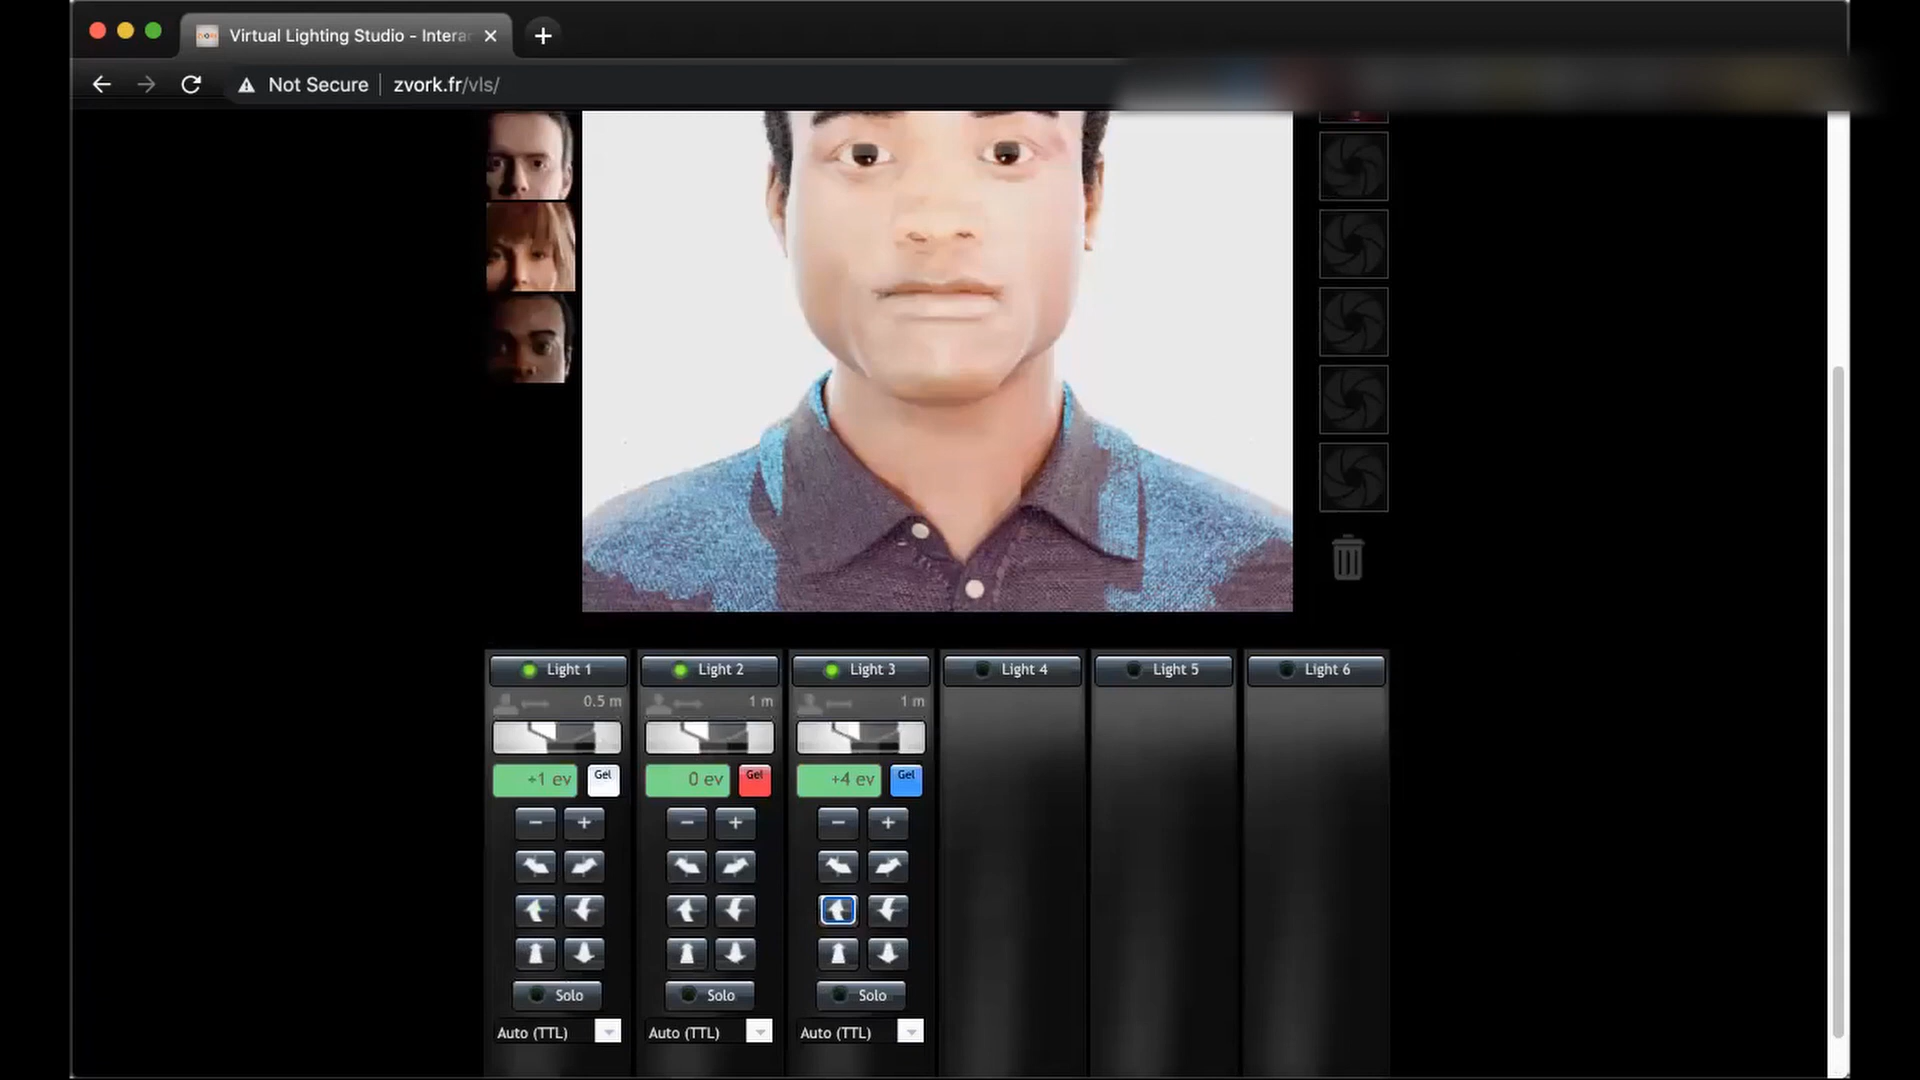 Virtual Lighting Studio - Intera
Not Secure
zvork.fr/vls/
Light 1
Light 2
Light 3
Light 4
Light 5
Light 6
0.5 m
1 m
1 m
+1 ev
Gel
0 ev
Gel
+4 ev
Gel
Solo
Solo
Solo
Auto (TTL)
Auto (TTL)
Auto (TTL)